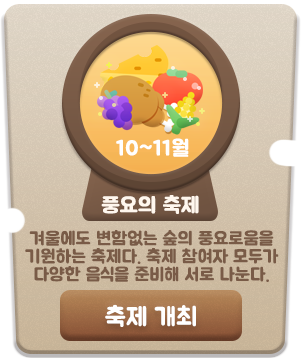 10~11월
풍요의 축제
겨울에도 변함없는 숲의 풍요로움을
기원하는 축제다. 축제 참여자 모두가
다양한 음식을 준비해 서로 나눈다.
축제 개최